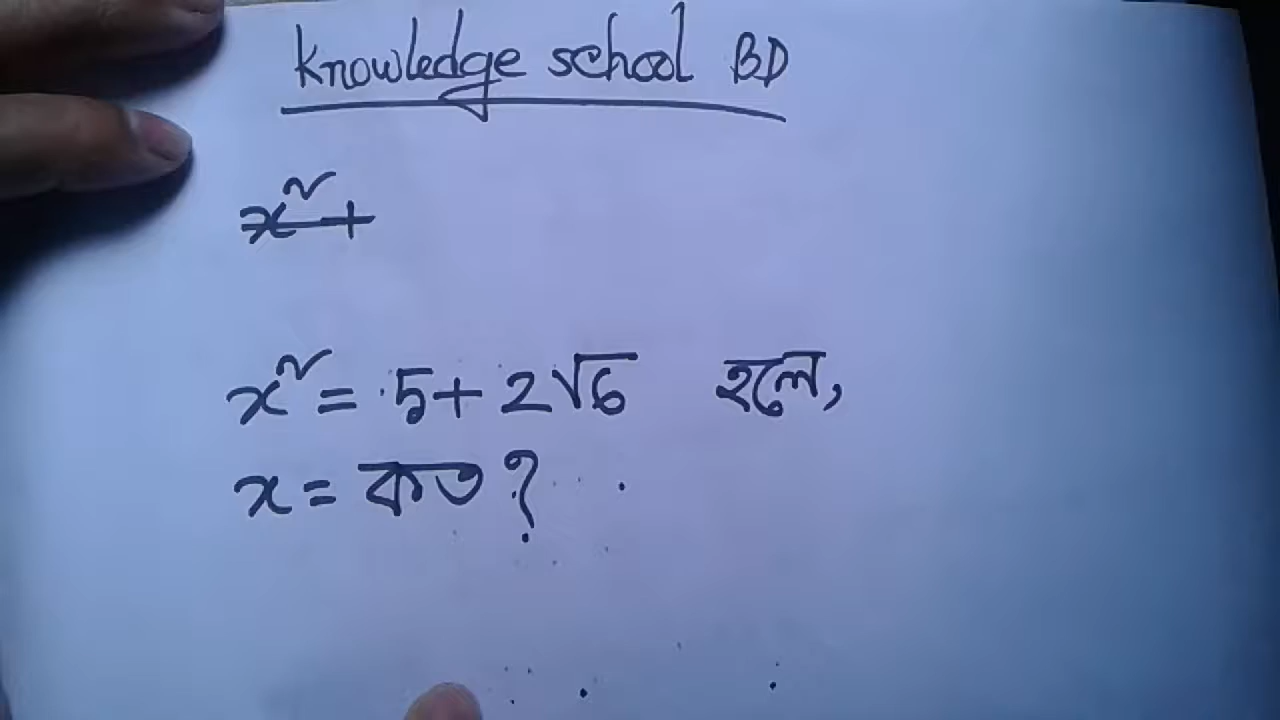 knowledge school BD
x² +
x² = 5 + 2√6 হলে,
x = কত ?